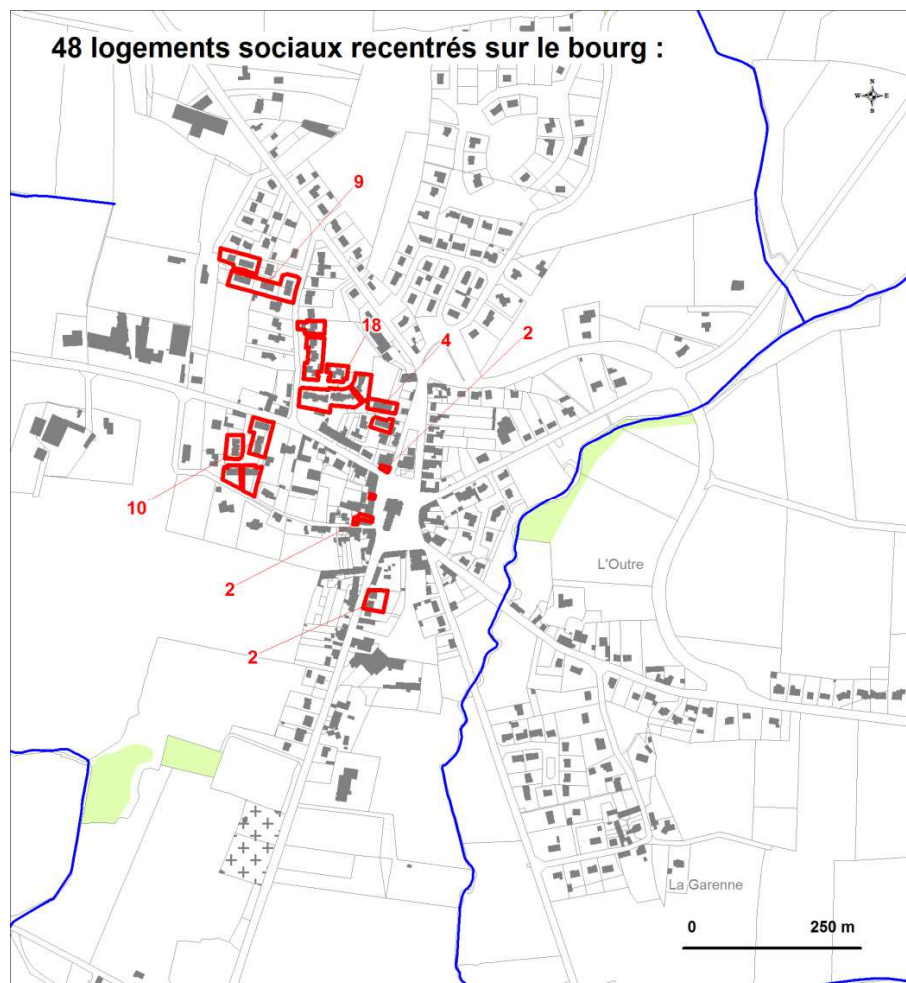 48 logements sociaux recentrés sur le bourg :
N
W E
S
9
18
4
2
10
2
2
L'Outre
La Garenne
0 250 m